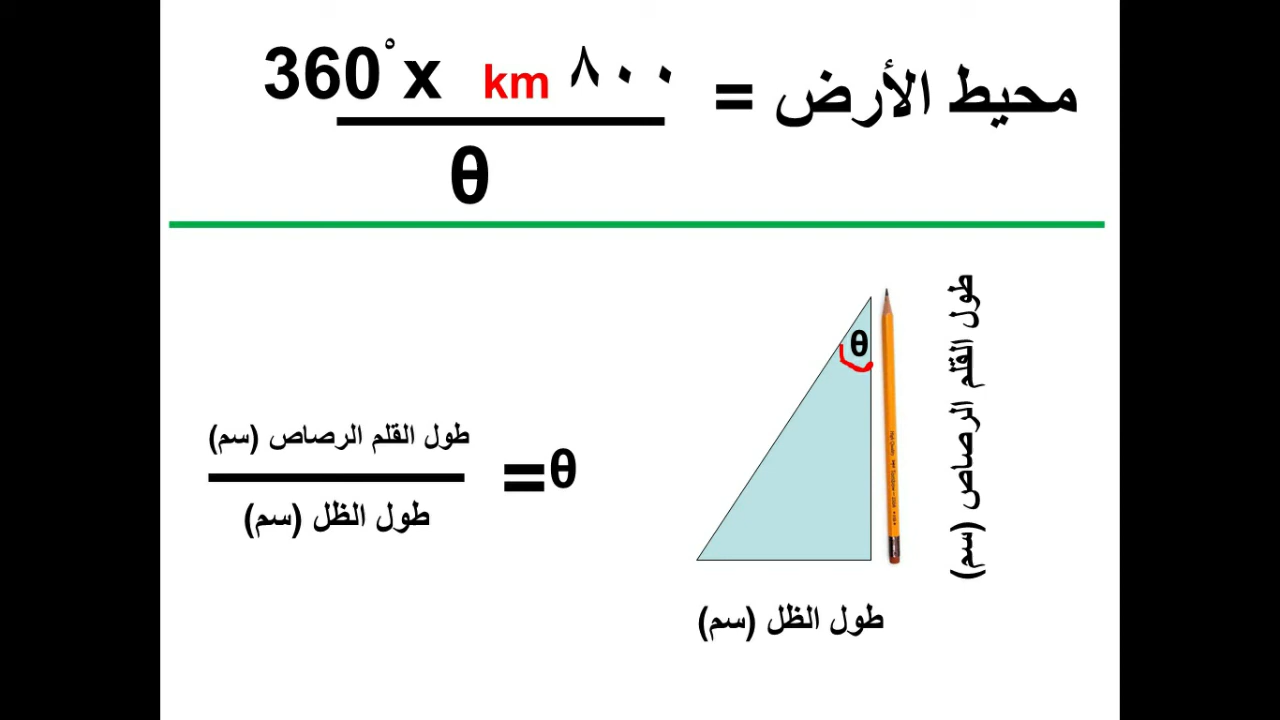 محيط الأرض = ٨٠٠ km x 360°
θ
θ
طول القلم الرصاص (سم)
θ = طول القلم الرصاص (سم)
طول الظل (سم)
طول الظل (سم)